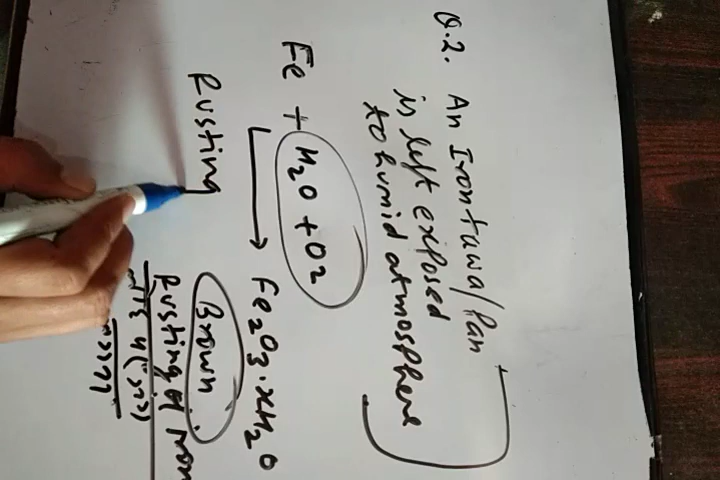 Q.2. An Iron tawa/Pan
is left exposed
to humid atmosphere
Fe + H2O + O2
→ Fe2O3.xH2O
Rusting
Brown
Rusting of iron